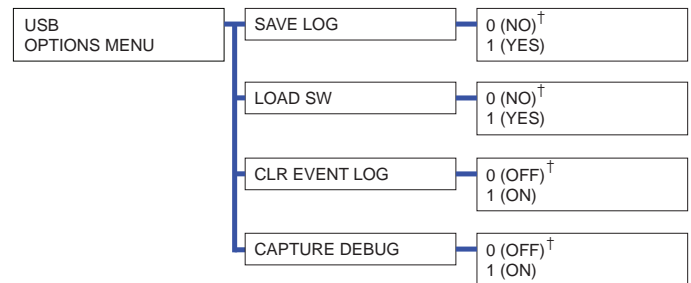 USB
OPTIONS MENU
SAVE LOG
0 (NO)†
1 (YES)
LOAD SW
0 (NO)†
1 (YES)
CLR EVENT LOG
0 (OFF)†
1 (ON)
CAPTURE DEBUG
0 (OFF)†
1 (ON)